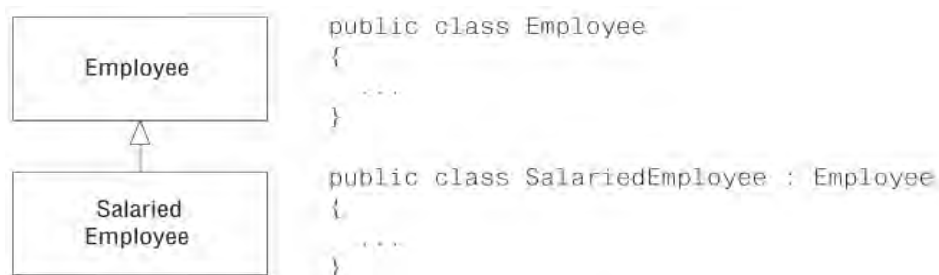 Employee
Salaried
Employee
public class Employee
{
...
}
public class SalariedEmployee : Employee
{
...
}